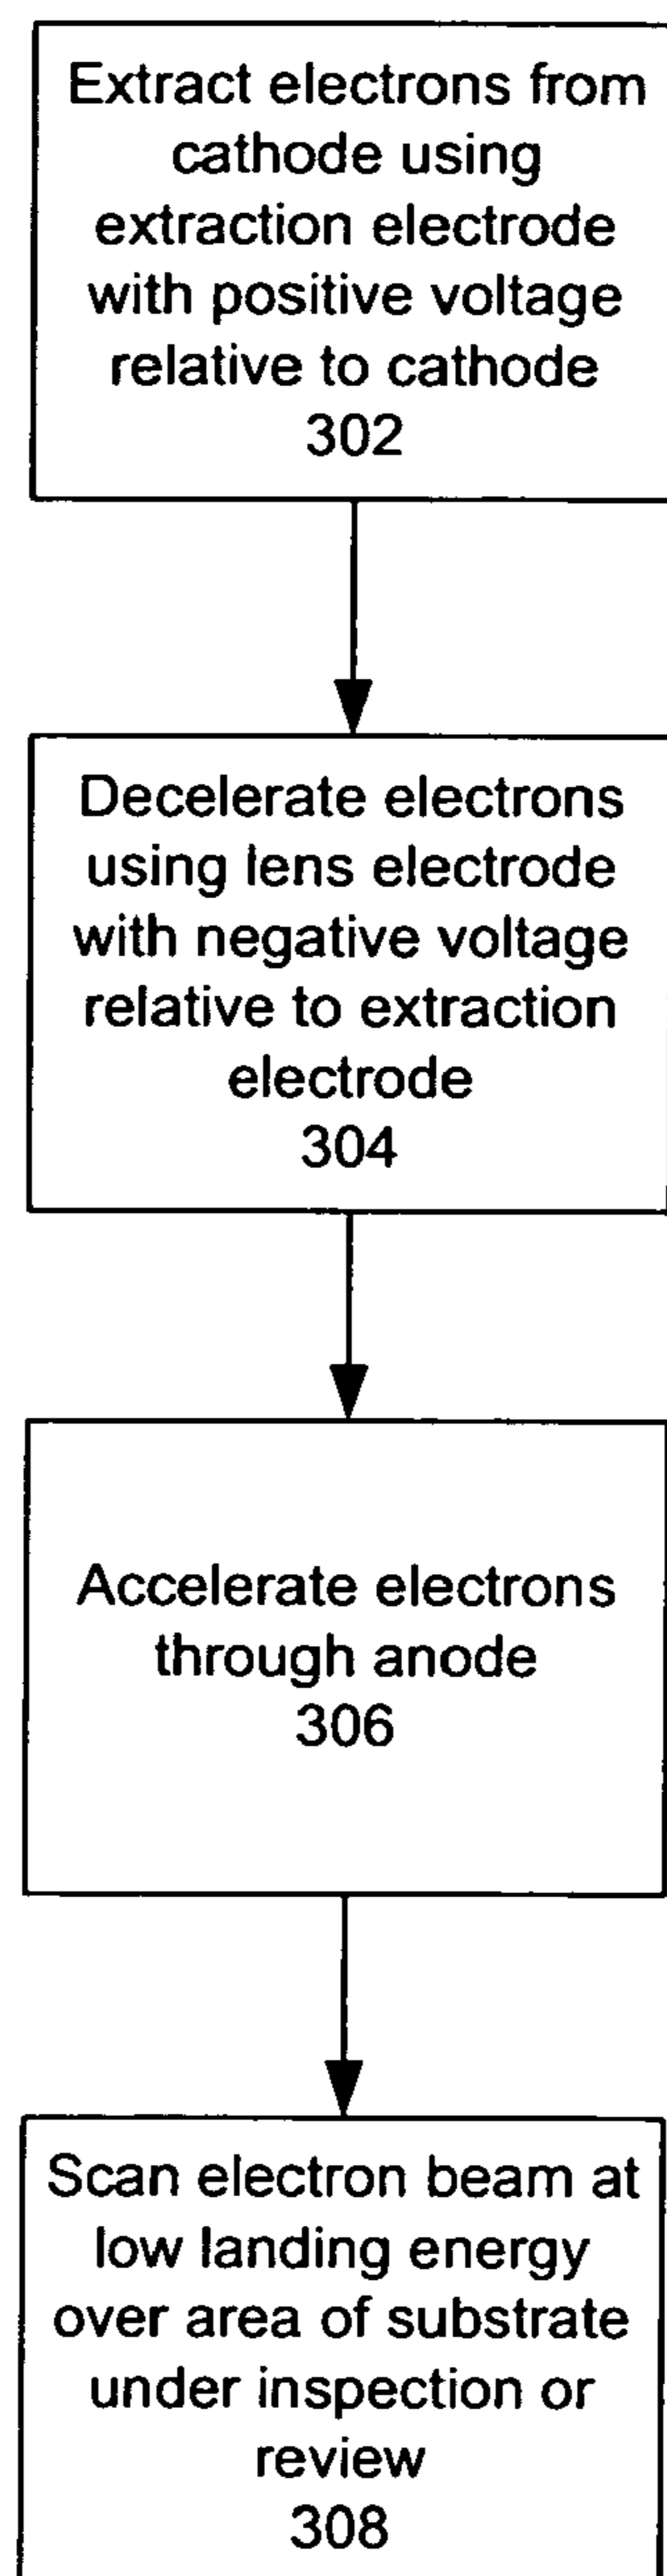 Extract electrons from
cathode using
extraction electrode
with positive voltage
relative to cathode
302
Decelerate electrons
using lens electrode
with negative voltage
relative to extraction
electrode
304
Accelerate electrons
through anode
306
Scan electron beam at
low landing energy
over area of substrate
under inspection or
review
308